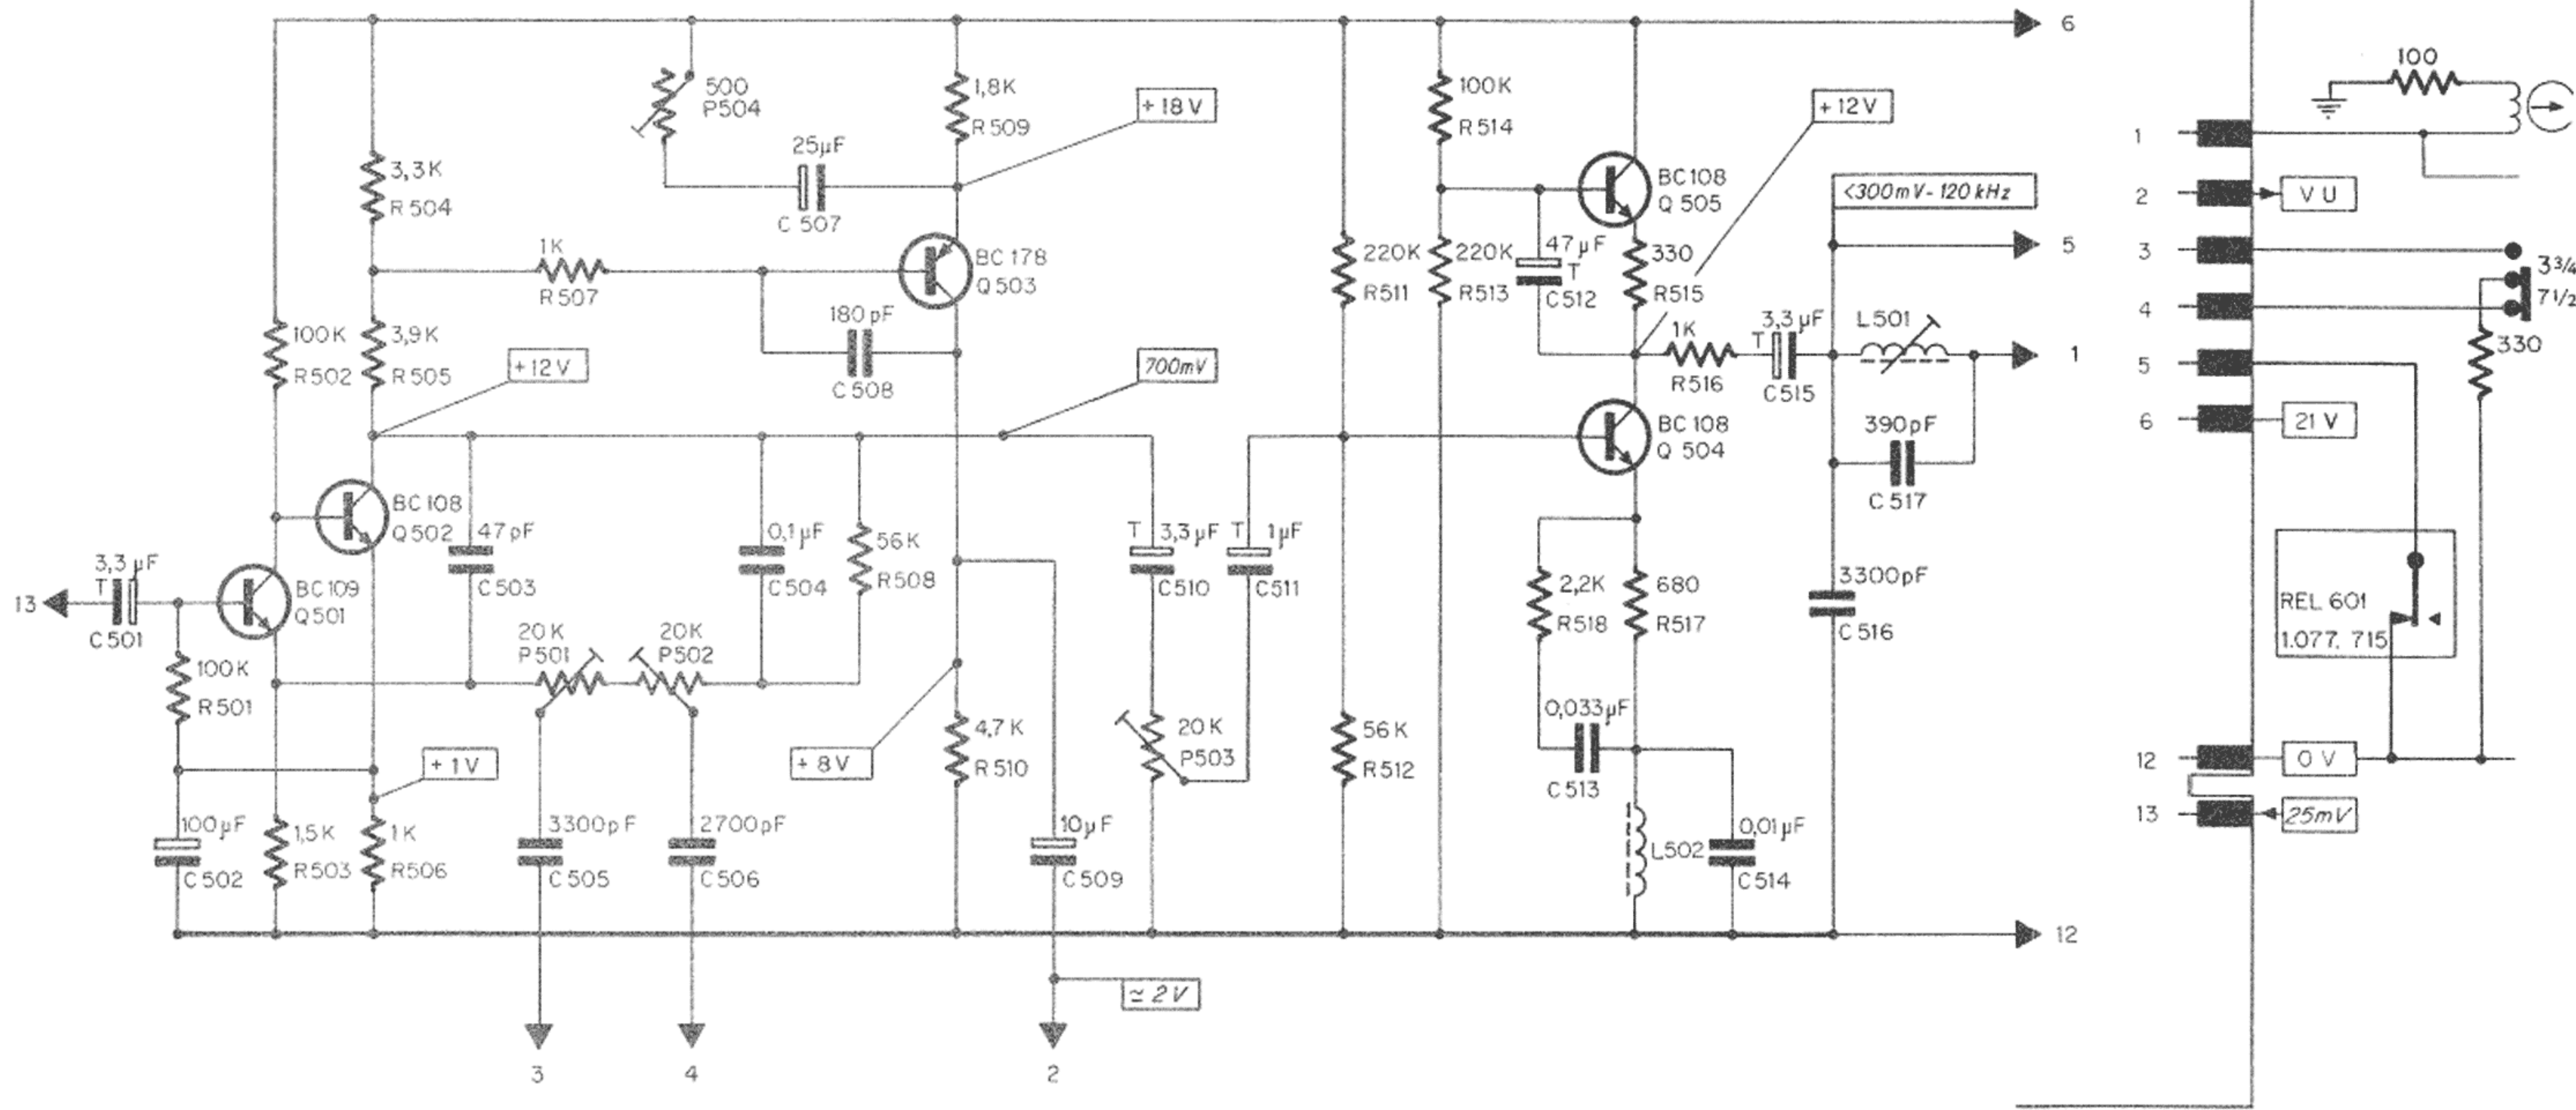 6
500
P504
1,8K
R509
+18V
100K
R514
+12V
100
1
3,3K
R504
25µF
C507
BC108
Q505
<300mV-120kHz
2
VU
1K
R507
BC178
Q503
220K
R511
220K
R513
47µF
T
C512
330
R515
5
3
3¾
7½
100K
R502
3,9K
R505
+12V
180pF
C508
700mV
1K
R516
3,3µF
T
C515
L501
1
4
330
5
BC108
Q504
390pF
C517
6
21V
BC108
Q502
47pF
C503
0,1µF
C504
56K
R508
T
3,3µF
C510
T
1µF
C511
13
3,3µF
T
C501
BC109
Q501
2,2K
R518
680
R517
3300pF
C516
REL 601
1.077.715
100K
R501
20K
P501
20K
P502
+1V
+8V
4,7K
R510
20K
P503
56K
R512
0,033µF
C513
12
0V
13
25mV
100µF
C502
1,5K
R503
1K
R506
3300pF
C505
2700pF
C506
10µF
C509
L502
0,01µF
C514
12
≃2V
3
4
2